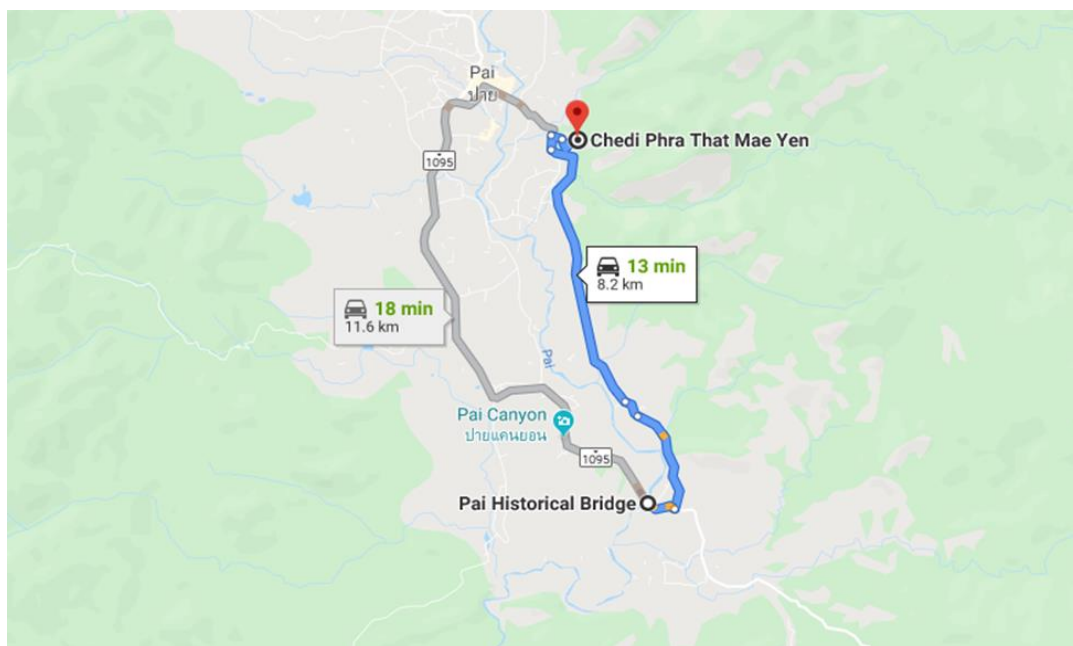 Pai
ปาย
Chedi Phra That Mae Yen
1095
13 min
8.2 km
18 min
11.6 km
Pai
Pai Canyon
ปายแคนยอน
1095
Pai Historical Bridge